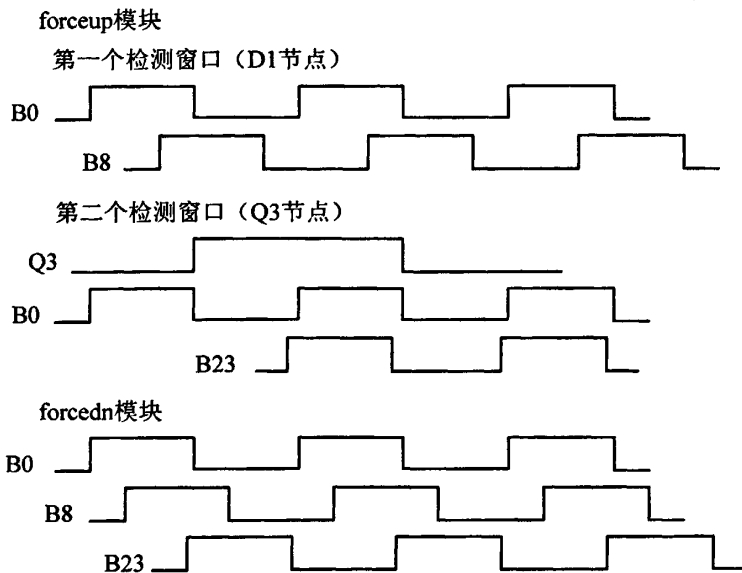 forceup模块
第一个检测窗口（D1节点）
B0
B8
第二个检测窗口（Q3节点）
Q3
B0
B23
forcedn模块
B0
B8
B23